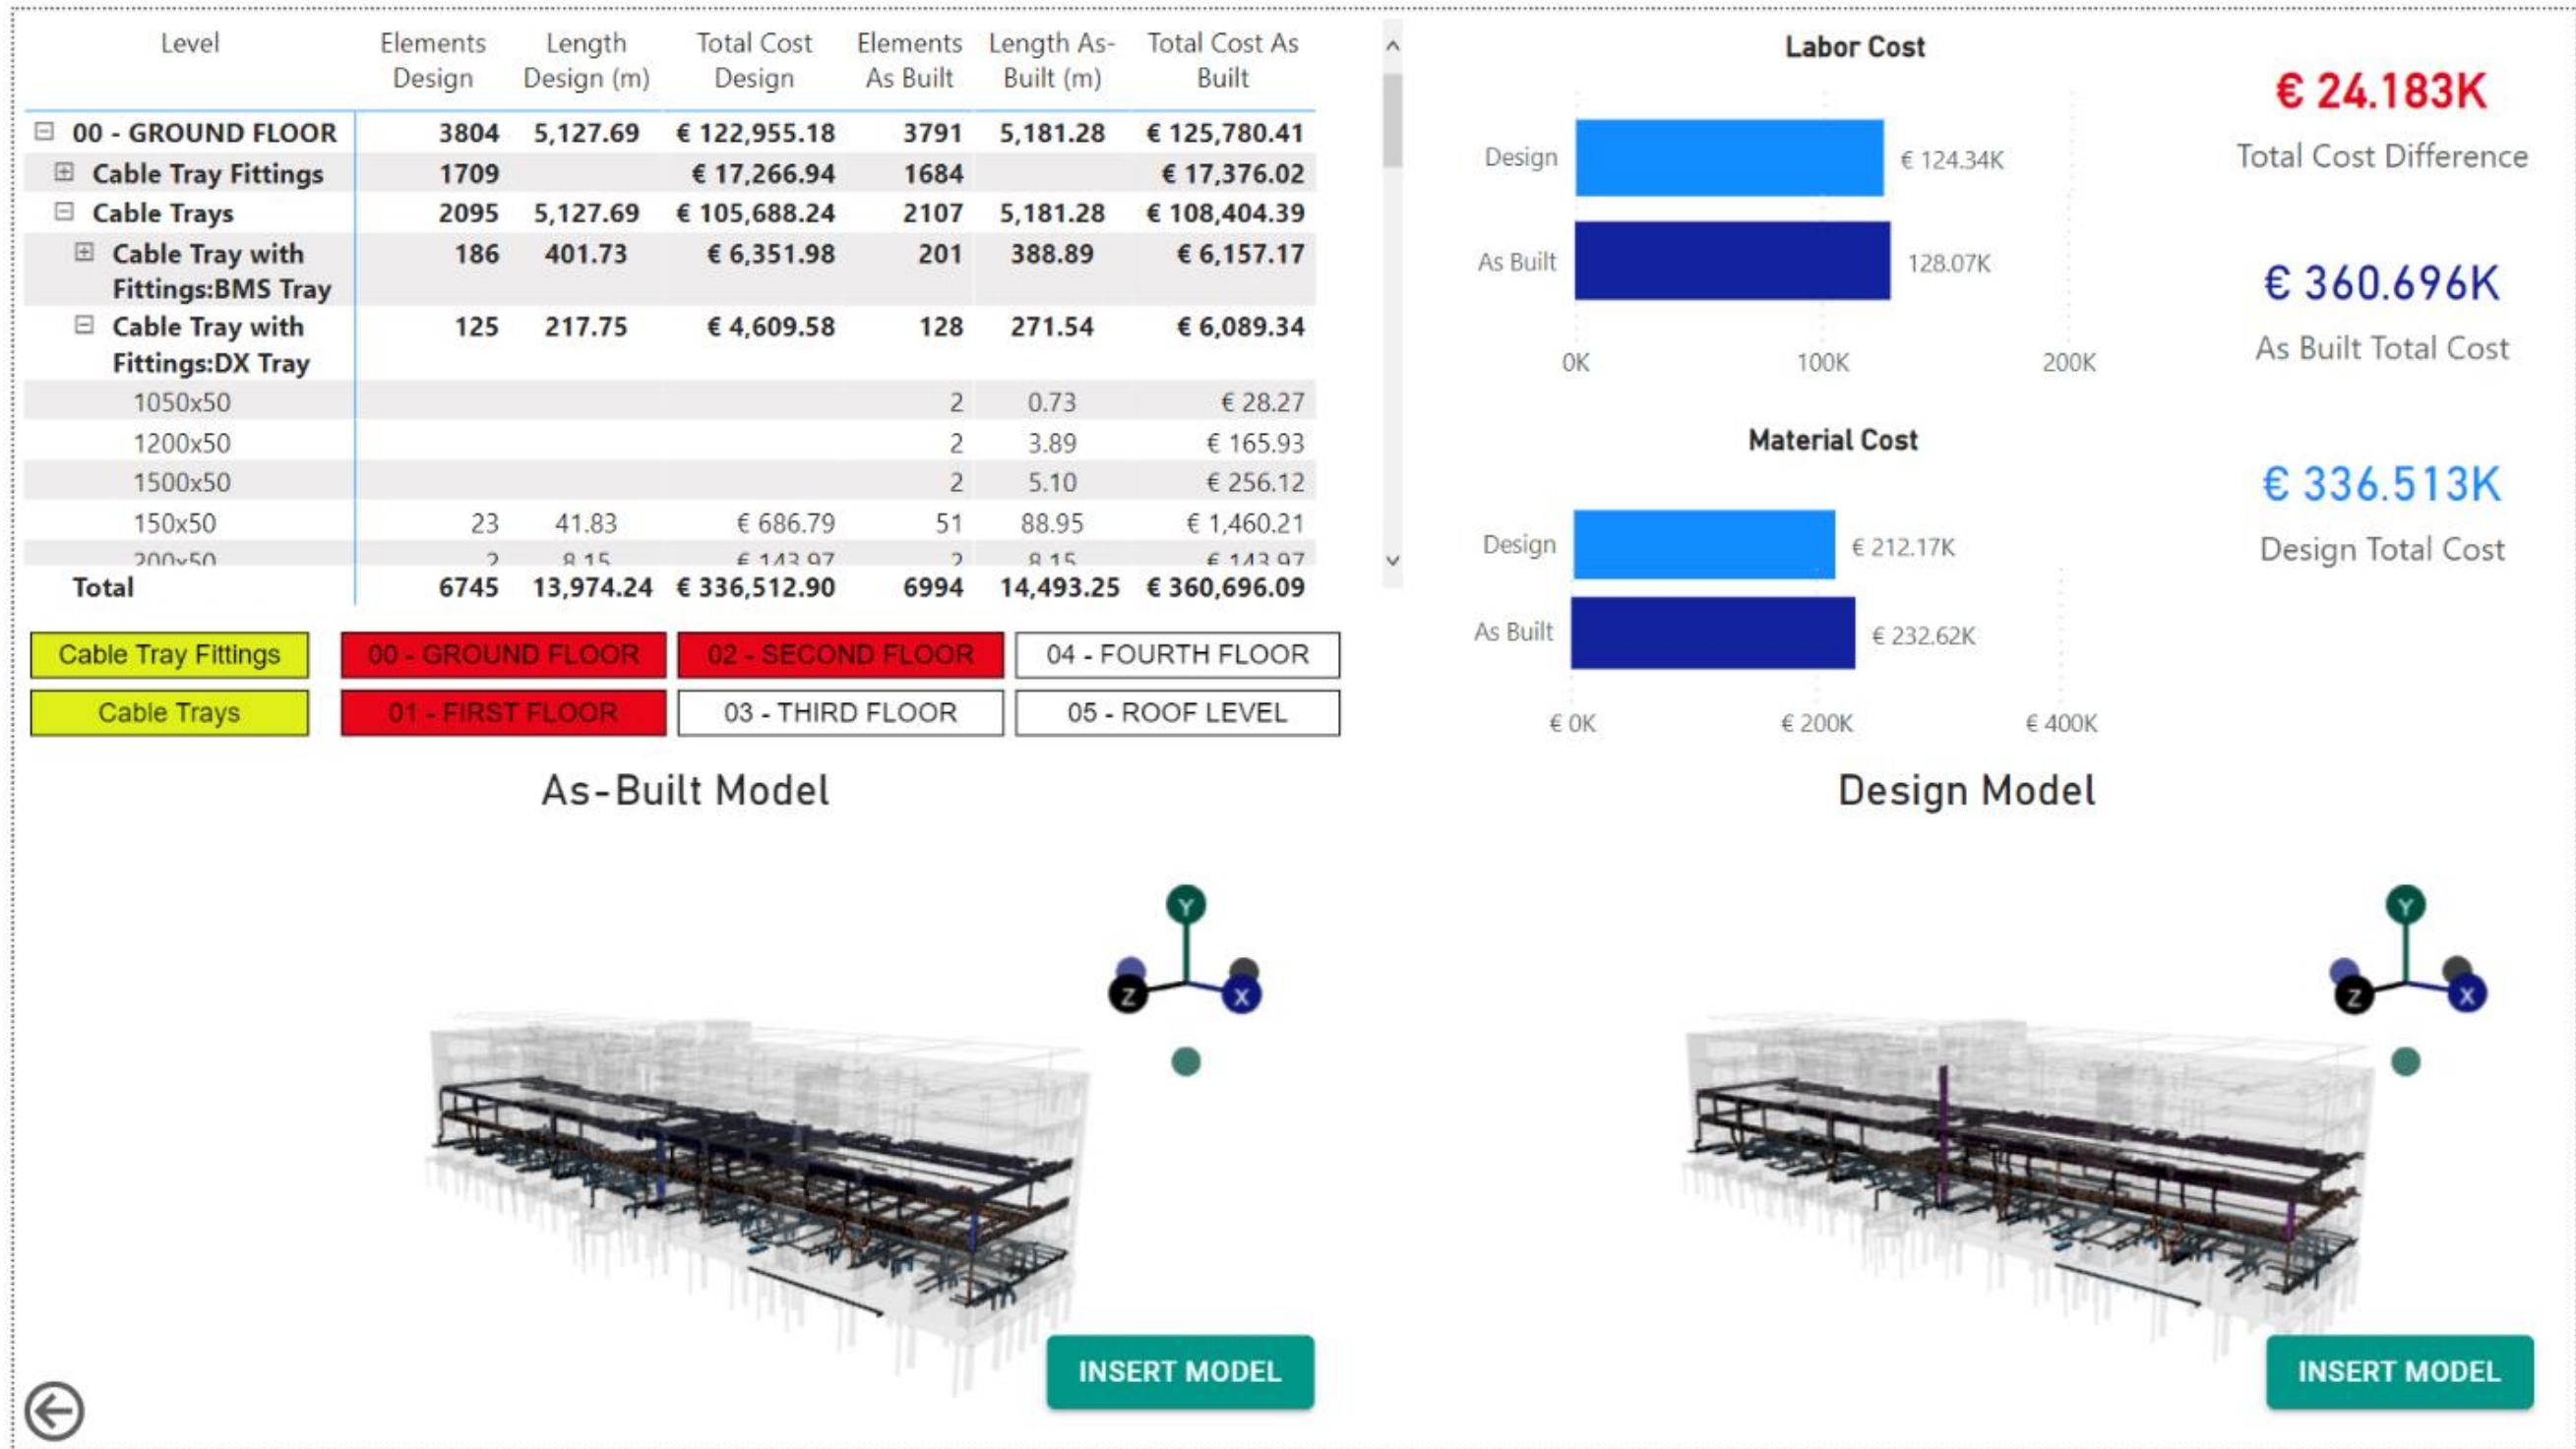 Level Elements Design Length Design (m) Total Cost Design Elements As Built Length As-Built (m) Total Cost As Built
00 - GROUND FLOOR 3804 5,127.69 € 122,955.18 3791 5,181.28 € 125,780.41
Cable Tray Fittings 1709 € 17,266.94 1684 € 17,376.02
Cable Trays 2095 5,127.69 € 105,688.24 2107 5,181.28 € 108,404.39
Cable Tray with 186 401.73 € 6,351.98 201 388.89 € 6,157.17
Fittings:BMS Tray
Cable Tray with 125 217.75 € 4,609.58 128 271.54 € 6,089.34
Fittings:DX Tray
1050x50 2 0.73 € 28.27
1200x50 2 3.89 € 165.93
1500x50 2 5.10 € 256.12
150x50 23 41.83 € 686.79 51 88.95 € 1,460.21
200x50 2 8.15 € 143.97 2 8.15 € 143.97
Total 6745 13,974.24 € 336,512.90 6994 14,493.25 € 360,696.09
Cable Tray Fittings 00 - GROUND FLOOR 02 - SECOND FLOOR 04 - FOURTH FLOOR
Cable Trays 01 - FIRST FLOOR 03 - THIRD FLOOR 05 - ROOF LEVEL
Labor Cost
Design € 124.34K
As Built 128.07K
0K 100K 200K
Material Cost
Design € 212.17K
As Built € 232.62K
€ 0K € 200K € 400K
€ 24.183K
Total Cost Difference
€ 360.696K
As Built Total Cost
€ 336.513K
Design Total Cost
As-Built Model
Y
Z X
INSERT MODEL
Design Model
Y
Z X
INSERT MODEL